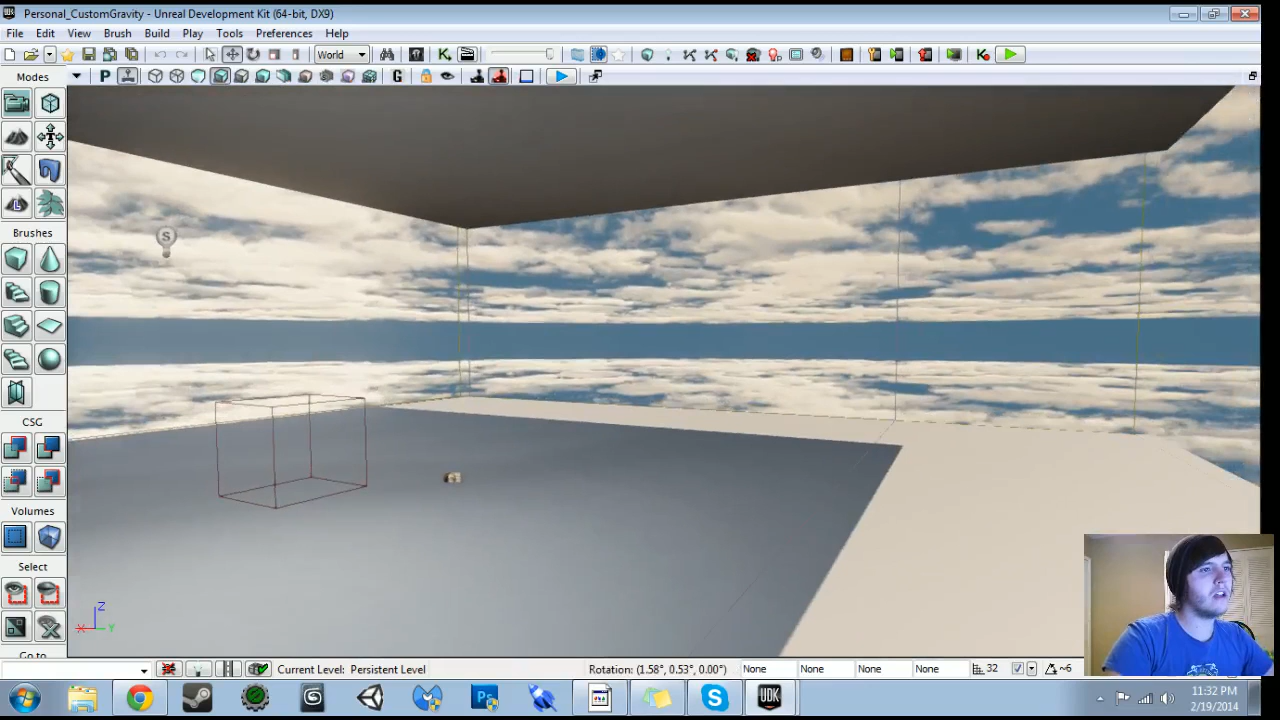 Personal_CustomGravity - Unreal Development Kit (64-bit, DX9)
File Edit View Brush Build Play Tools Preferences Help
World
Modes
P G
S
Brushes
CSG
Volumes
Select
Z
X Y
Go to
Current Level: Persistent Level
Rotation: (1.58°, 0.53°, 0.00°)
None None None None
32
~6
UDK
11:32 PM
2/19/2014